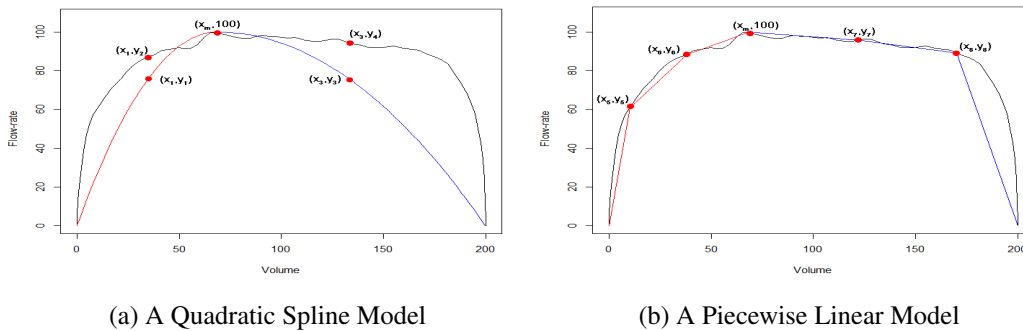 (xₘ,100)
(x₁,y₂)
(x₃,y₄)
(x₁,y₁)
(x₃,y₃)
Flow-rate
0
20
40
60
80
100
0
50
100
150
200
Volume
(a) A Quadratic Spline Model
(xₘ,100)
(x₆,y₆)
(x₇,y₇)
(x₈,y₈)
(x₅,y₅)
Flow-rate
0
20
40
60
80
100
0
50
100
150
200
Volume
(b) A Piecewise Linear Model